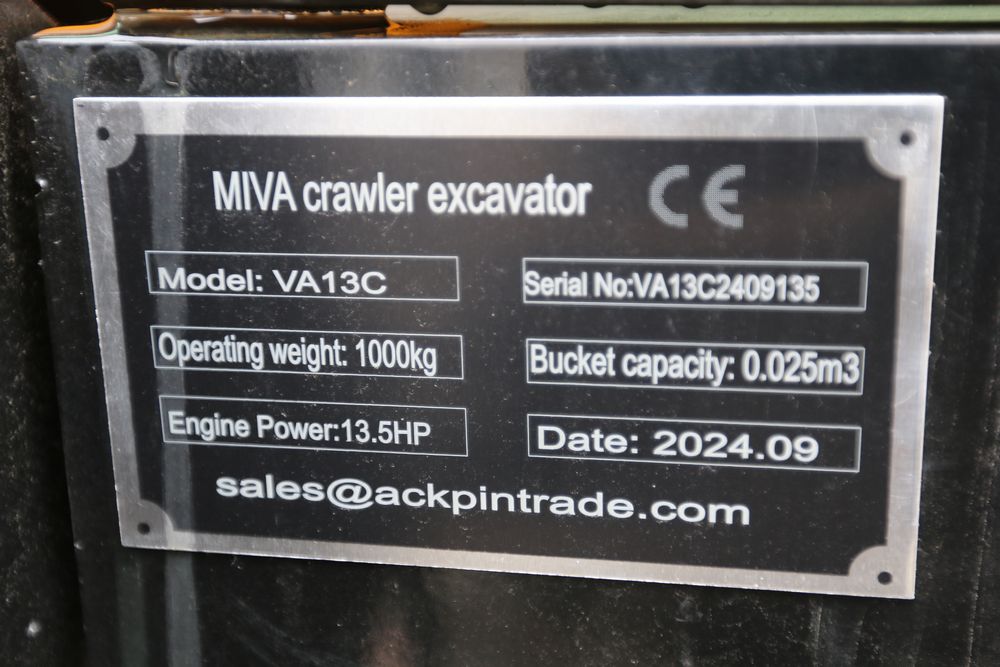 MIVA crawler excavator CE
Model: VA13C
Serial No:VA13C2409135
Operating weight: 1000kg
Bucket capacity: 0.025m3
Engine Power:13.5HP
Date: 2024.09
sales@ackpintrade.com